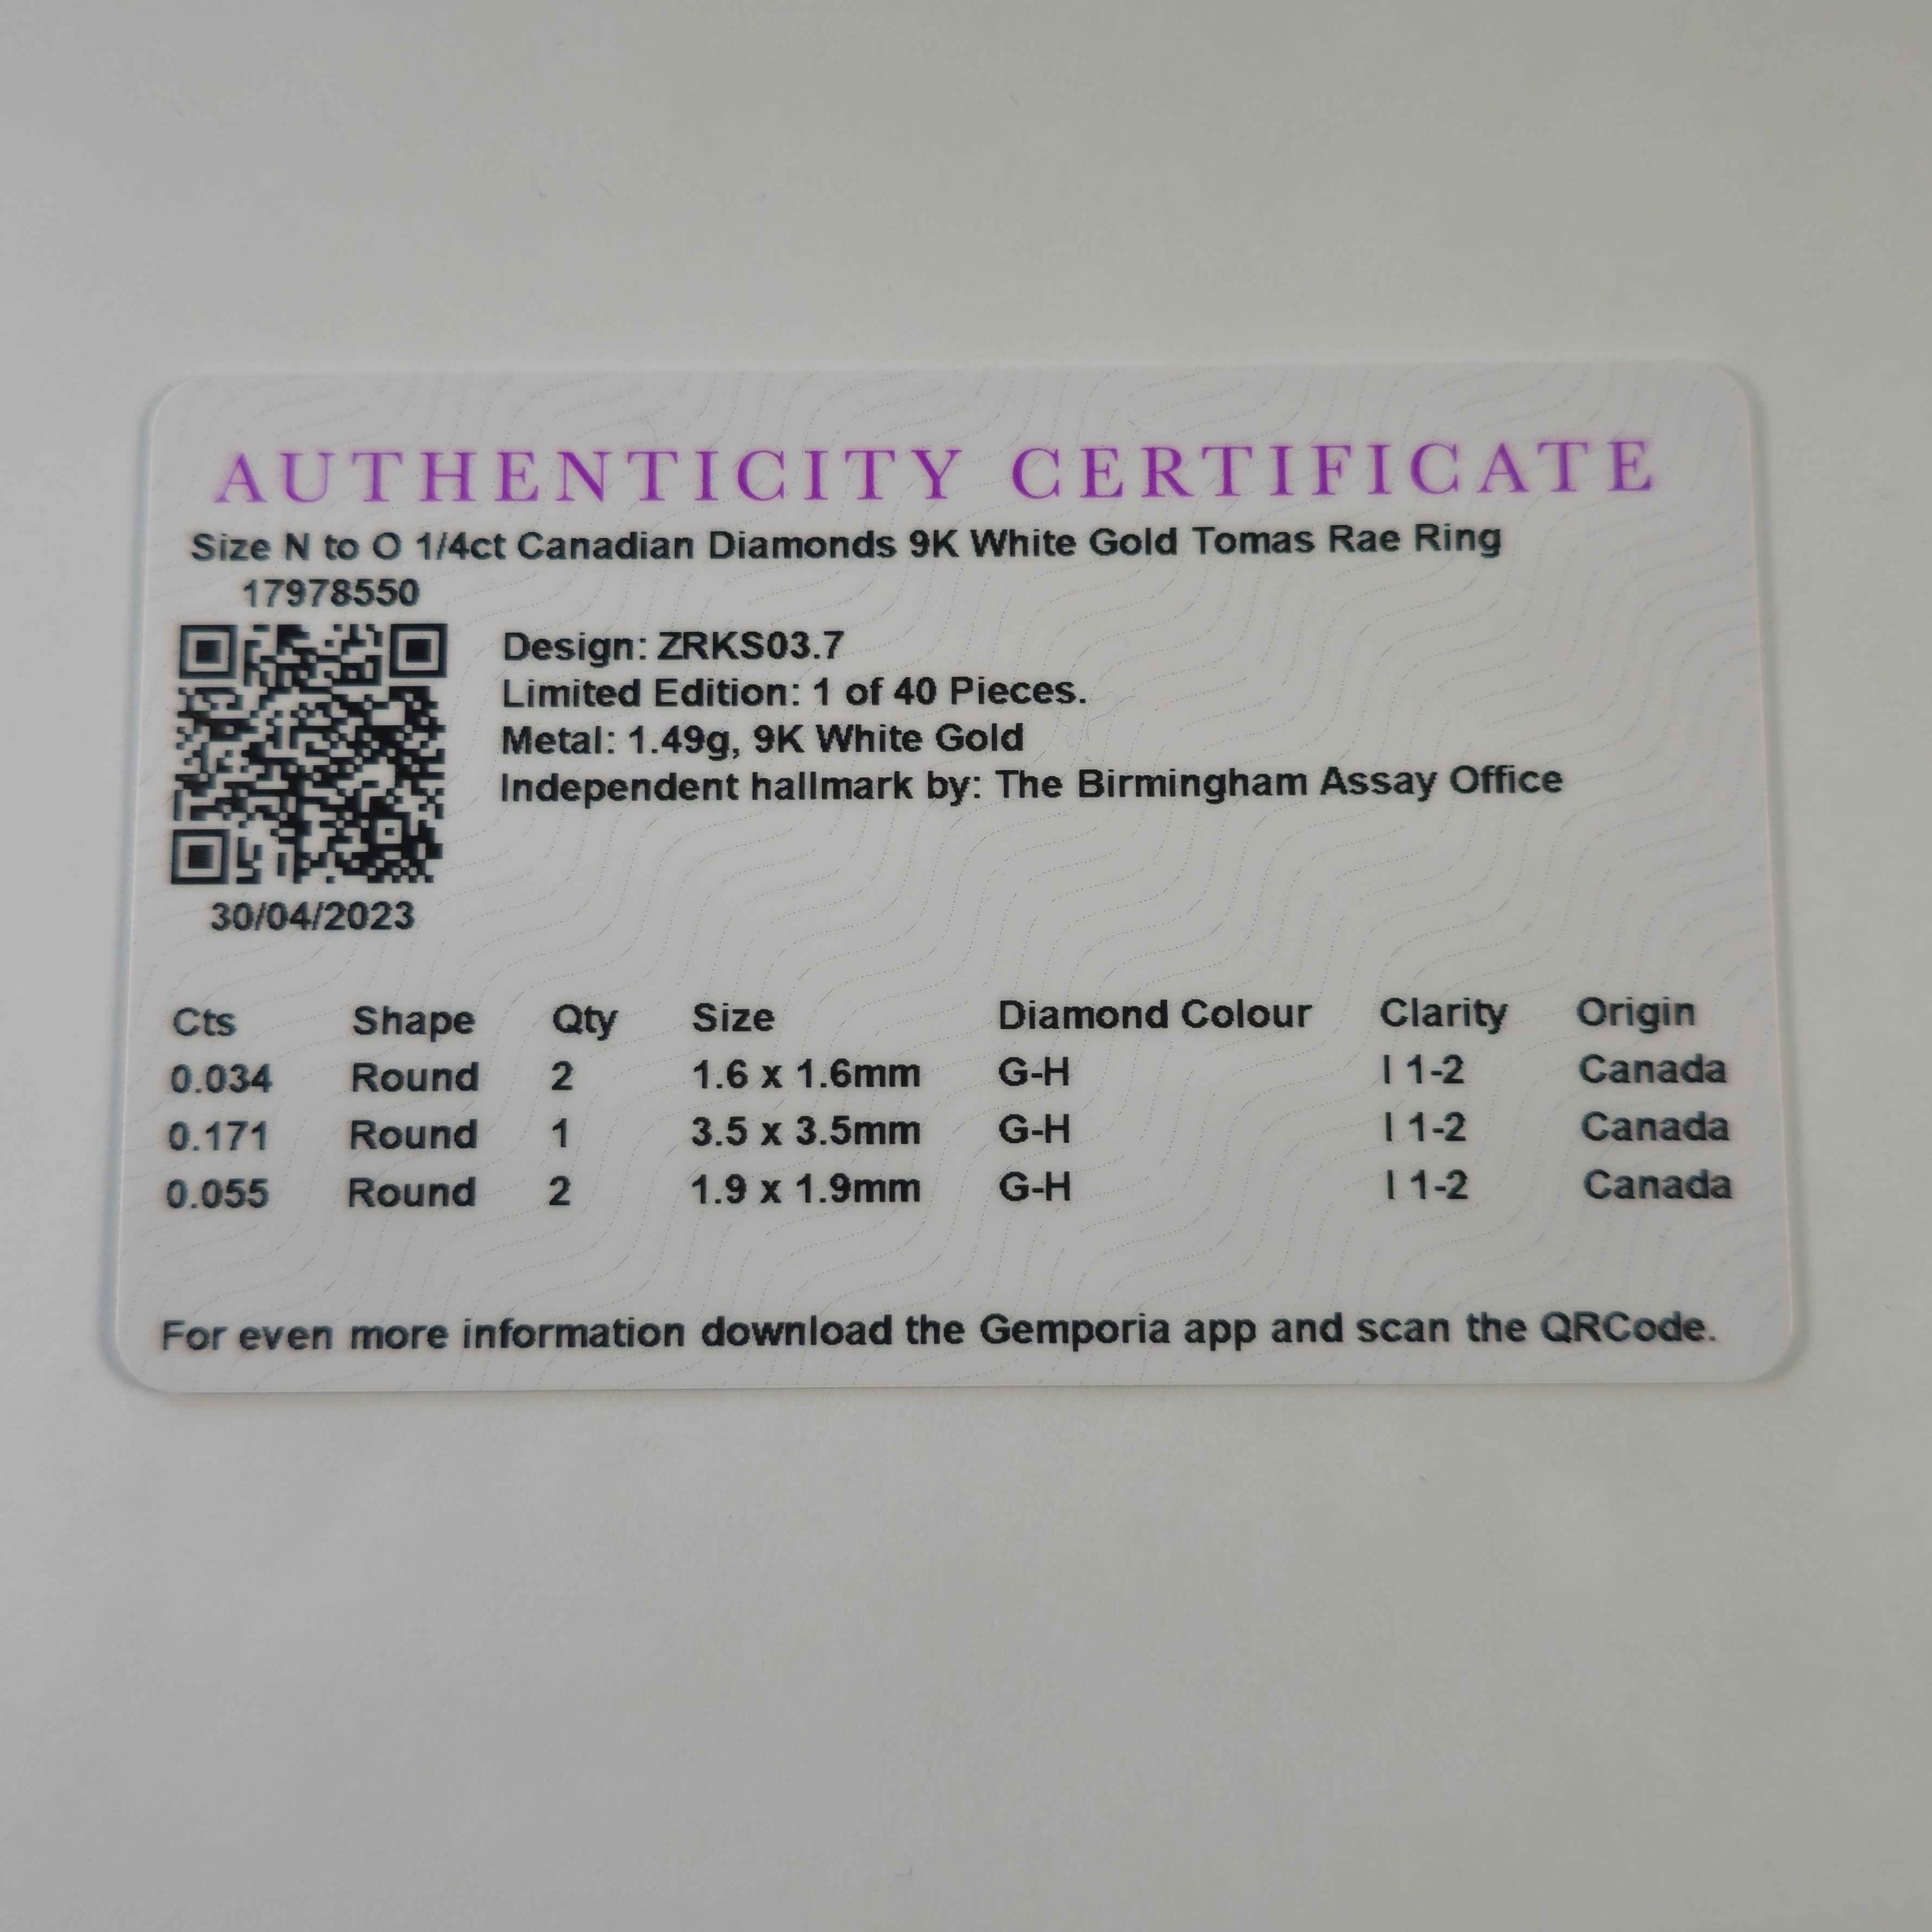 AUTHENTICITY CERTIFICATE
Size N to O 1/4ct Canadian Diamonds 9K White Gold Tomas Rae Ring
17978550
Design: ZRKS03.7
Limited Edition: 1 of 40 Pieces.
Metal: 1.49g, 9K White Gold
Independent hallmark by: The Birmingham Assay Office
30/04/2023
Cts Shape Qty Size Diamond Colour Clarity Origin
0.034 Round 2 1.6 x 1.6mm G-H I 1-2 Canada
0.171 Round 1 3.5 x 3.5mm G-H I 1-2 Canada
0.055 Round 2 1.9 x 1.9mm G-H I 1-2 Canada
For even more information download the Gemporia app and scan the QRCode.